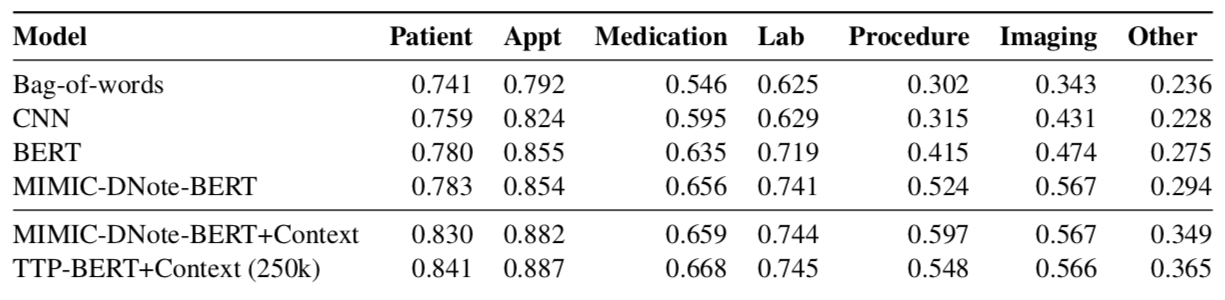 Model Patient Appt Medication Lab Procedure Imaging Other
Bag-of-words 0.741 0.792 0.546 0.625 0.302 0.343 0.236
CNN 0.759 0.824 0.595 0.629 0.315 0.431 0.228
BERT 0.780 0.855 0.635 0.719 0.415 0.474 0.275
MIMIC-DNote-BERT 0.783 0.854 0.656 0.741 0.524 0.567 0.294
MIMIC-DNote-BERT+Context 0.830 0.882 0.659 0.744 0.597 0.567 0.349
TTP-BERT+Context (250k) 0.841 0.887 0.668 0.745 0.548 0.566 0.365